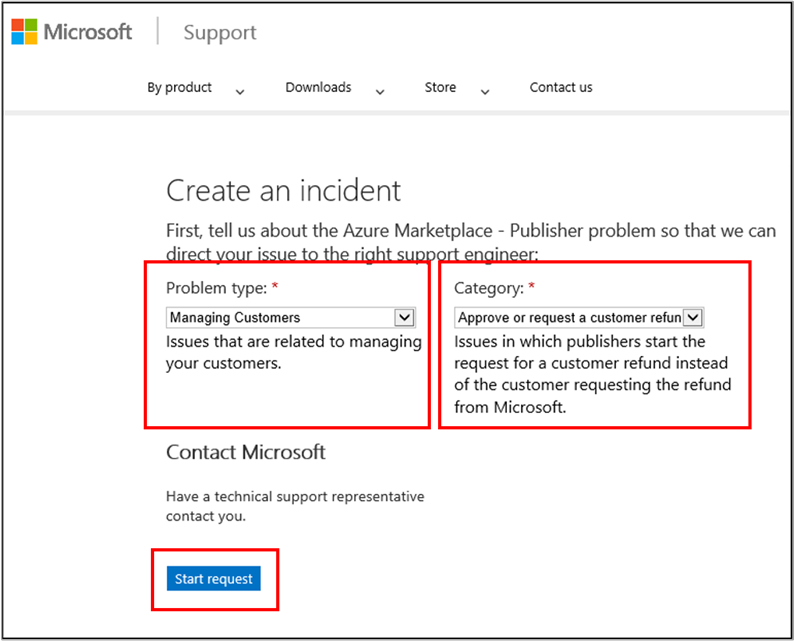 Microsoft Support
By product Downloads Store Contact us
Create an incident
First, tell us about the Azure Marketplace - Publisher problem so that we can
direct your issue to the right support engineer:
Problem type: *
Managing Customers
Issues that are related to managing
your customers.
Category: *
Approve or request a customer refun
Issues in which publishers start the
request for a customer refund instead
of the customer requesting the refund
from Microsoft.
Contact Microsoft
Have a technical support representative
contact you.
Start request